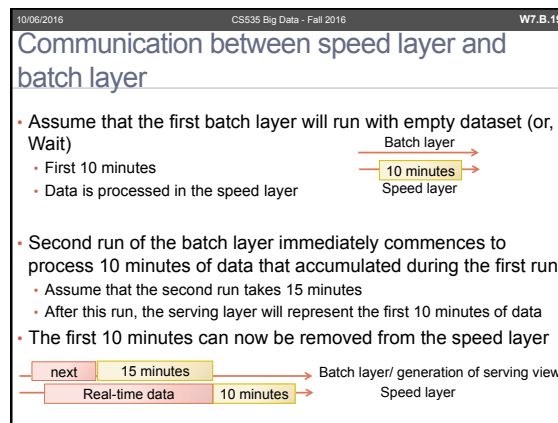 10/06/2016 CS535 Big Data - Fall 2016 W7.B.19
Communication between speed layer and
batch layer
• Assume that the first batch layer will run with empty dataset (or,
Wait)
Batch layer
• First 10 minutes
10 minutes
• Data is processed in the speed layer
Speed layer
• Second run of the batch layer immediately commences to
process 10 minutes of data that accumulated during the first run
• Assume that the second run takes 15 minutes
• After this run, the serving layer will represent the first 10 minutes of data
• The first 10 minutes can now be removed from the speed layer
next 15 minutes Batch layer/ generation of serving view
Real-time data 10 minutes Speed layer